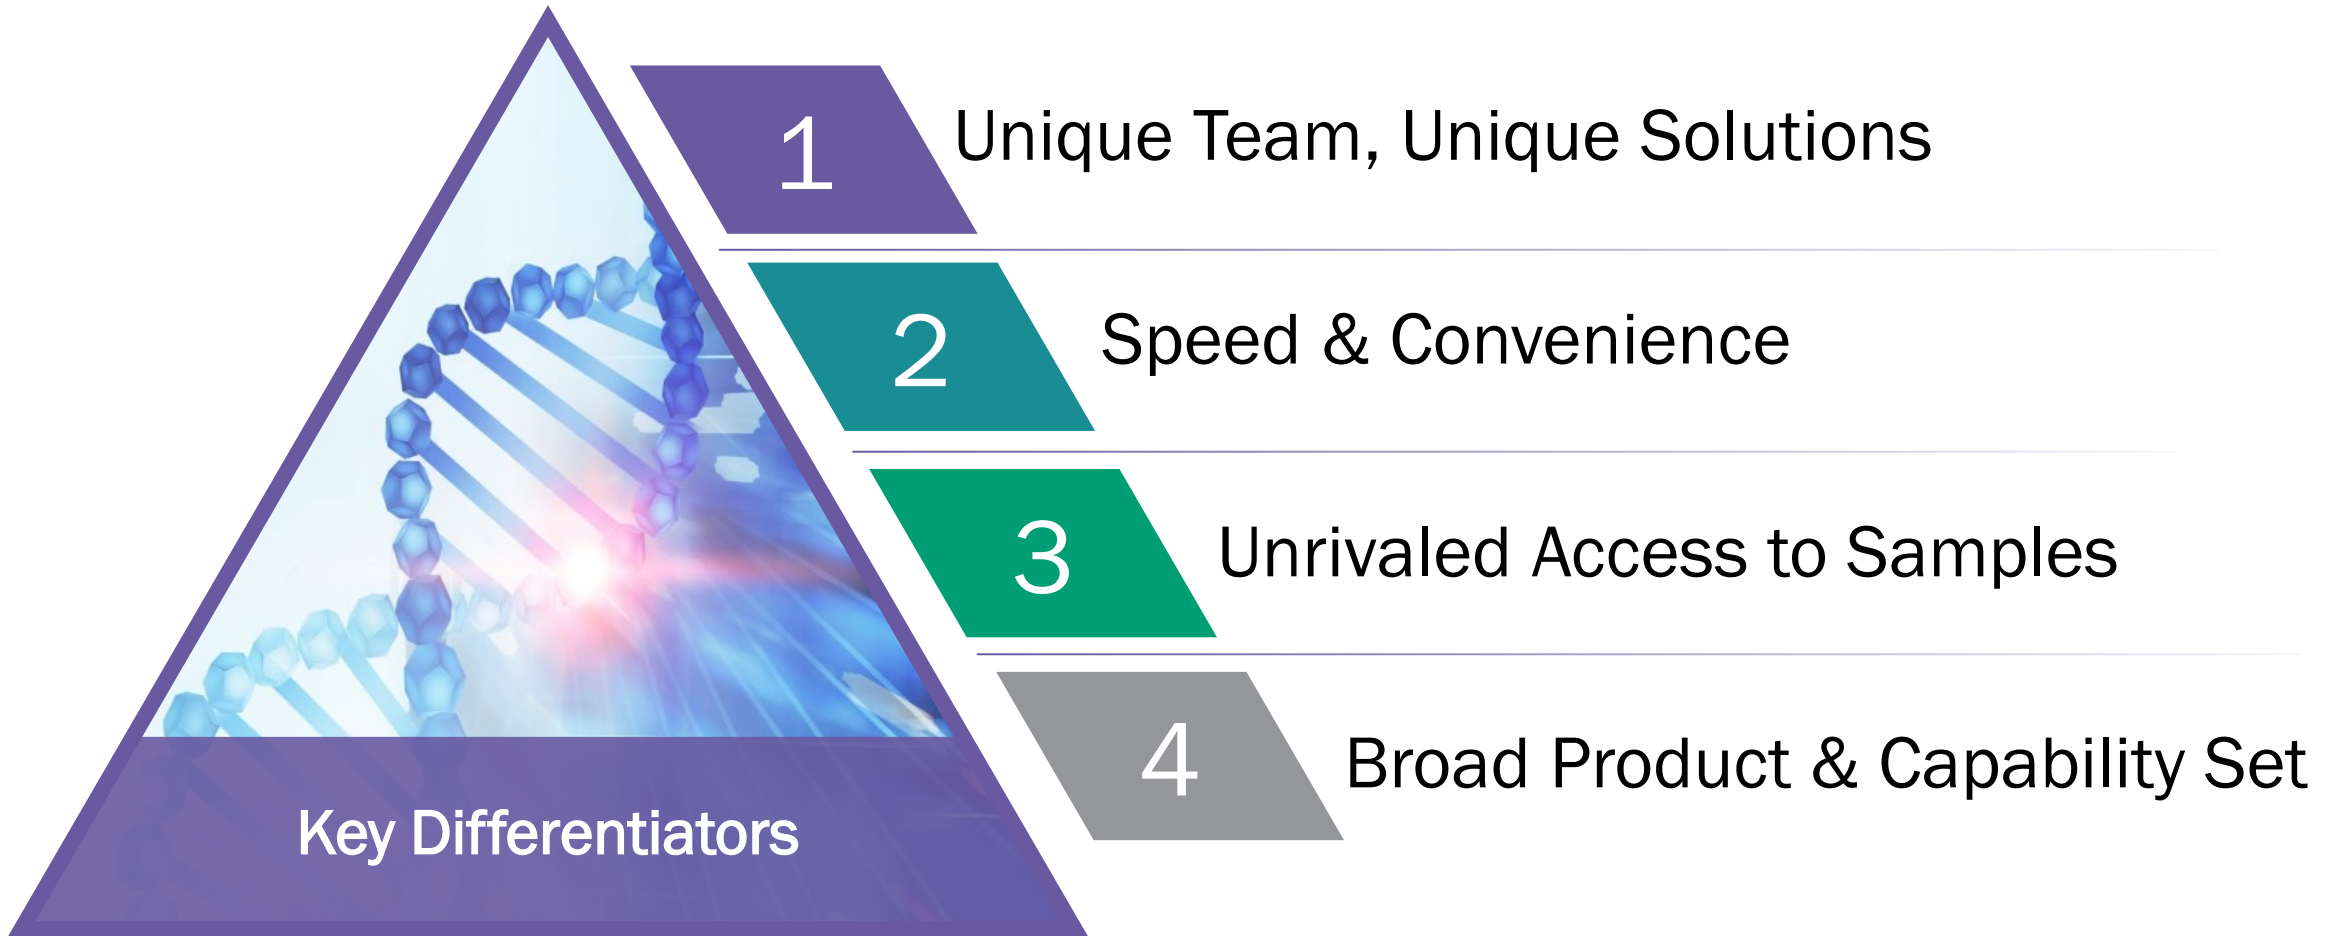 1
Unique Team, Unique Solutions
2
Speed & Convenience
3
Unrivaled Access to Samples
4
Broad Product & Capability Set
Key Differentiators